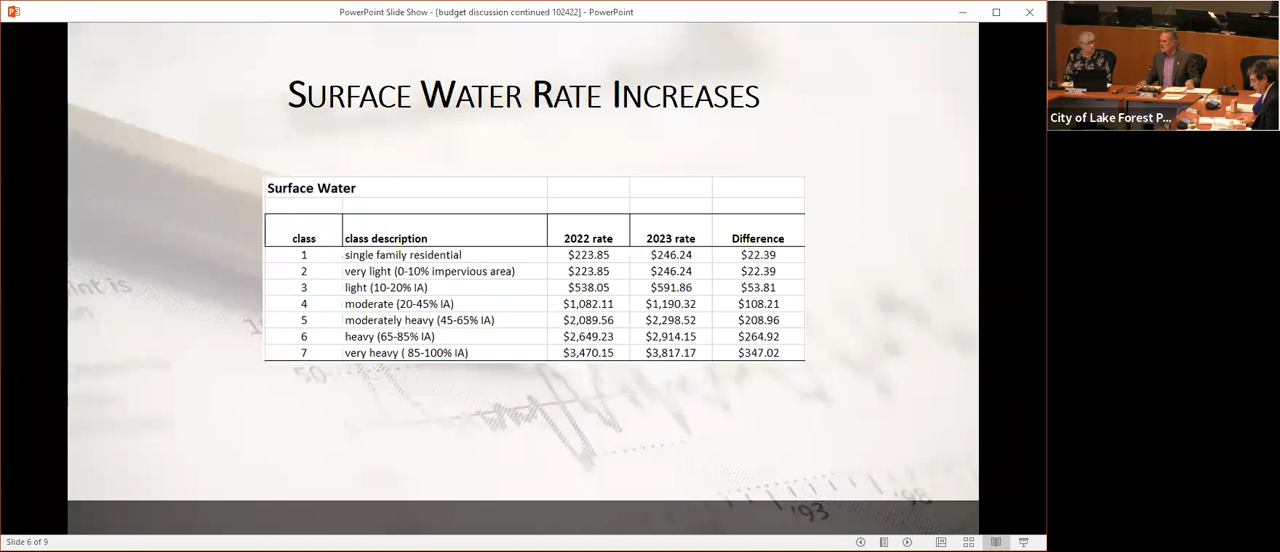 PowerPoint Slide Show - [budget discussion continued 102422] - PowerPoint
SURFACE WATER RATE INCREASES
Surface Water
class class description 2022 rate 2023 rate Difference
1 single family residential $223.85 $246.24 $22.39
2 very light (0-10% impervious area) $223.85 $246.24 $22.39
3 light (10-20% IA) $538.05 $591.86 $53.81
4 moderate (20-45% IA) $1,082.11 $1,190.32 $108.21
5 moderately heavy (45-65% IA) $2,089.56 $2,298.52 $208.96
6 heavy (65-85% IA) $2,649.23 $2,914.15 $264.92
7 very heavy ( 85-100% IA) $3,470.15 $3,817.17 $347.02
50
'93
'98
Slide 6 of 9
City of Lake Forest P...